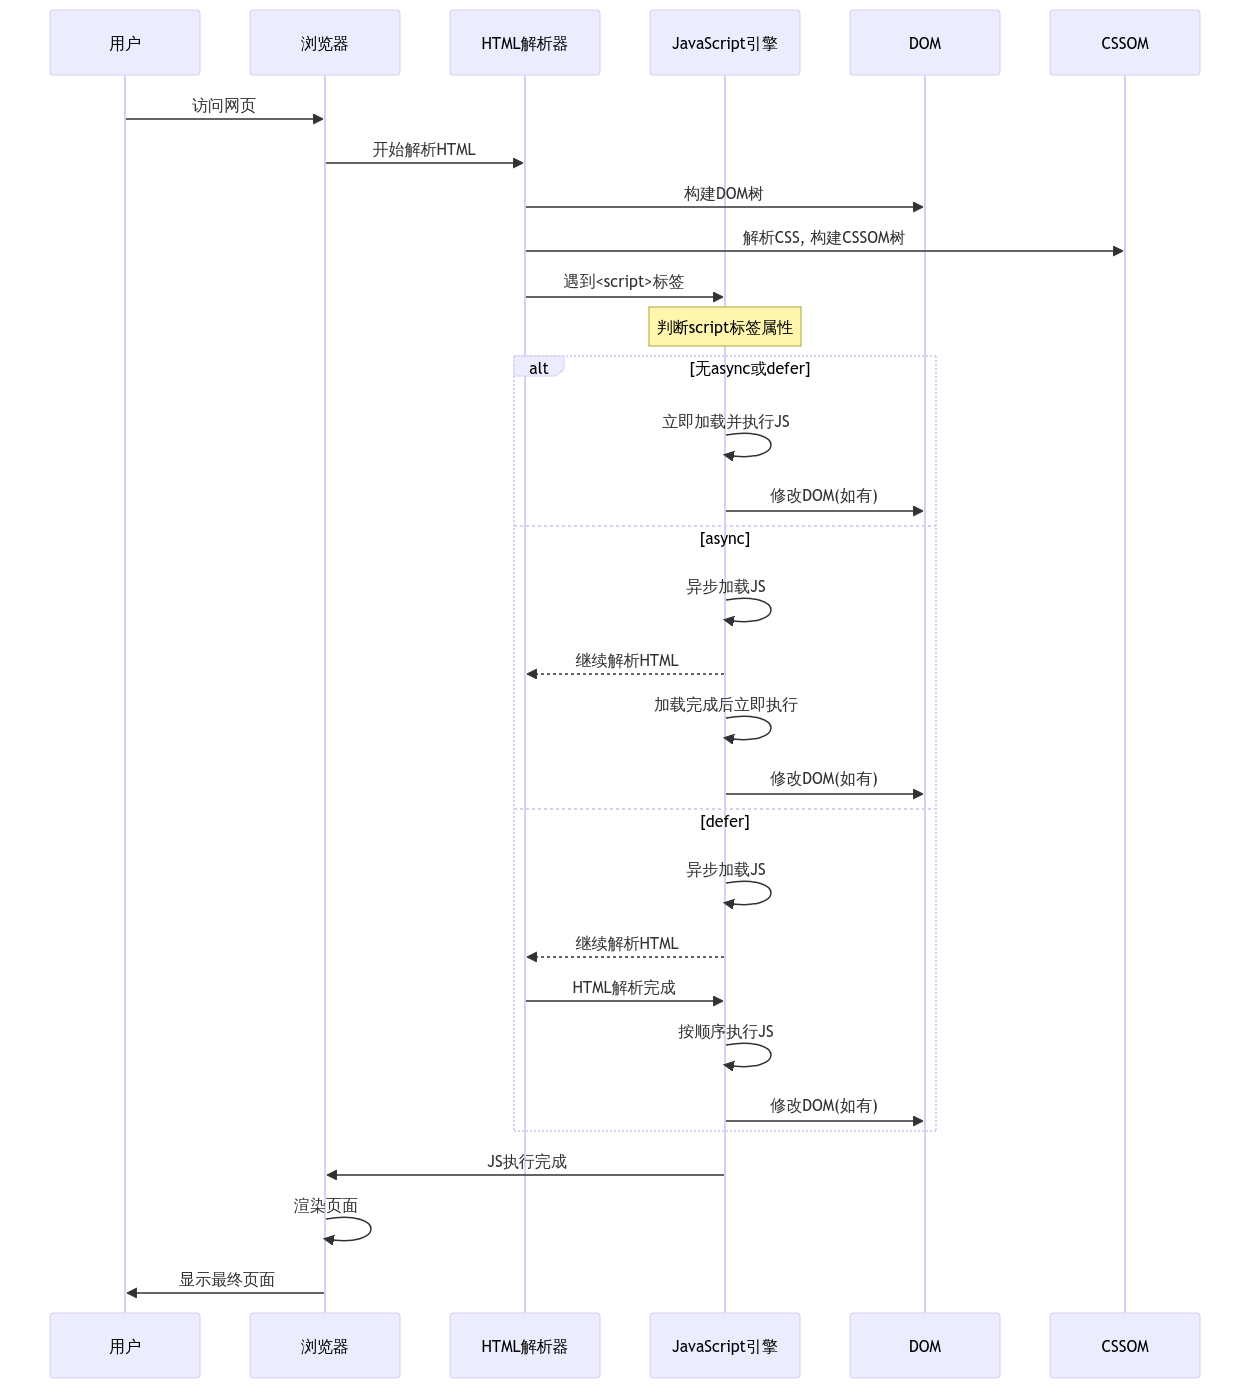 用户
浏览器
HTML解析器
JavaScript引擎
DOM
CSSOM
访问网页
开始解析HTML
构建DOM树
解析CSS, 构建CSSOM树
遇到<script>标签
判断script标签属性
alt
[无async或defer]
立即加载并执行JS
修改DOM(如有)
[async]
异步加载JS
继续解析HTML
加载完成后立即执行
修改DOM(如有)
[defer]
异步加载JS
继续解析HTML
HTML解析完成
按顺序执行JS
修改DOM(如有)
JS执行完成
渲染页面
显示最终页面
用户
浏览器
HTML解析器
JavaScript引擎
DOM
CSSOM